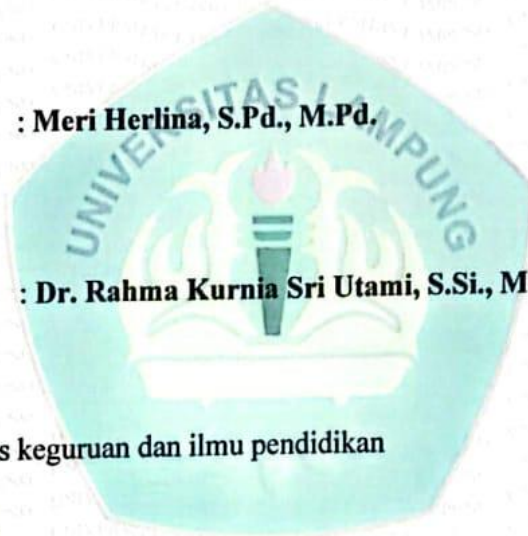 UNIVERSITAS LAMPUNG
: Meri Herlina, S.Pd., M.Pd.
: Dr. Rahma Kurnia Sri Utami, S.Si., M
s keguruan dan ilmu pendidikan